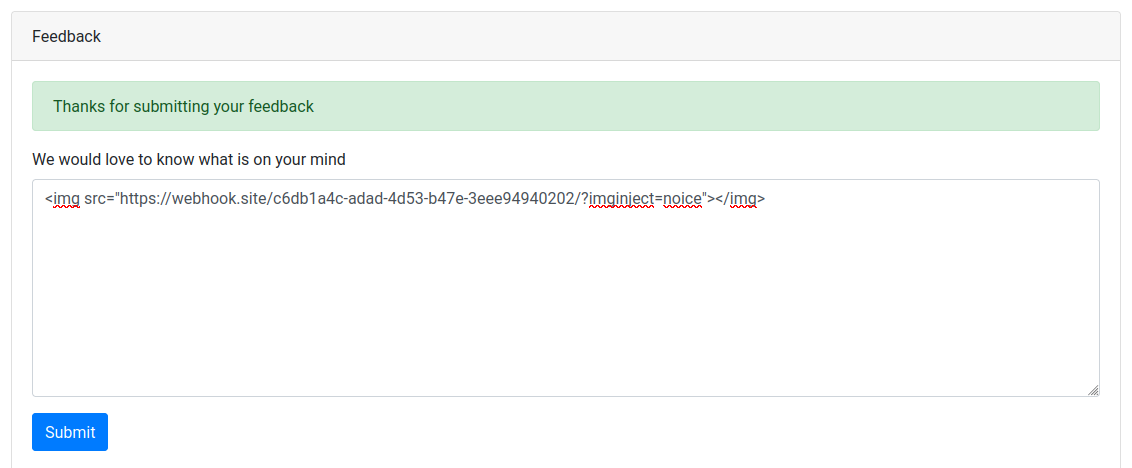 Feedback
Thanks for submitting your feedback
We would love to know what is on your mind
<img src="https://webhook.site/c6db1a4c-adad-4d53-b47e-3eee94940202/?imginject=noice"></img>
Submit